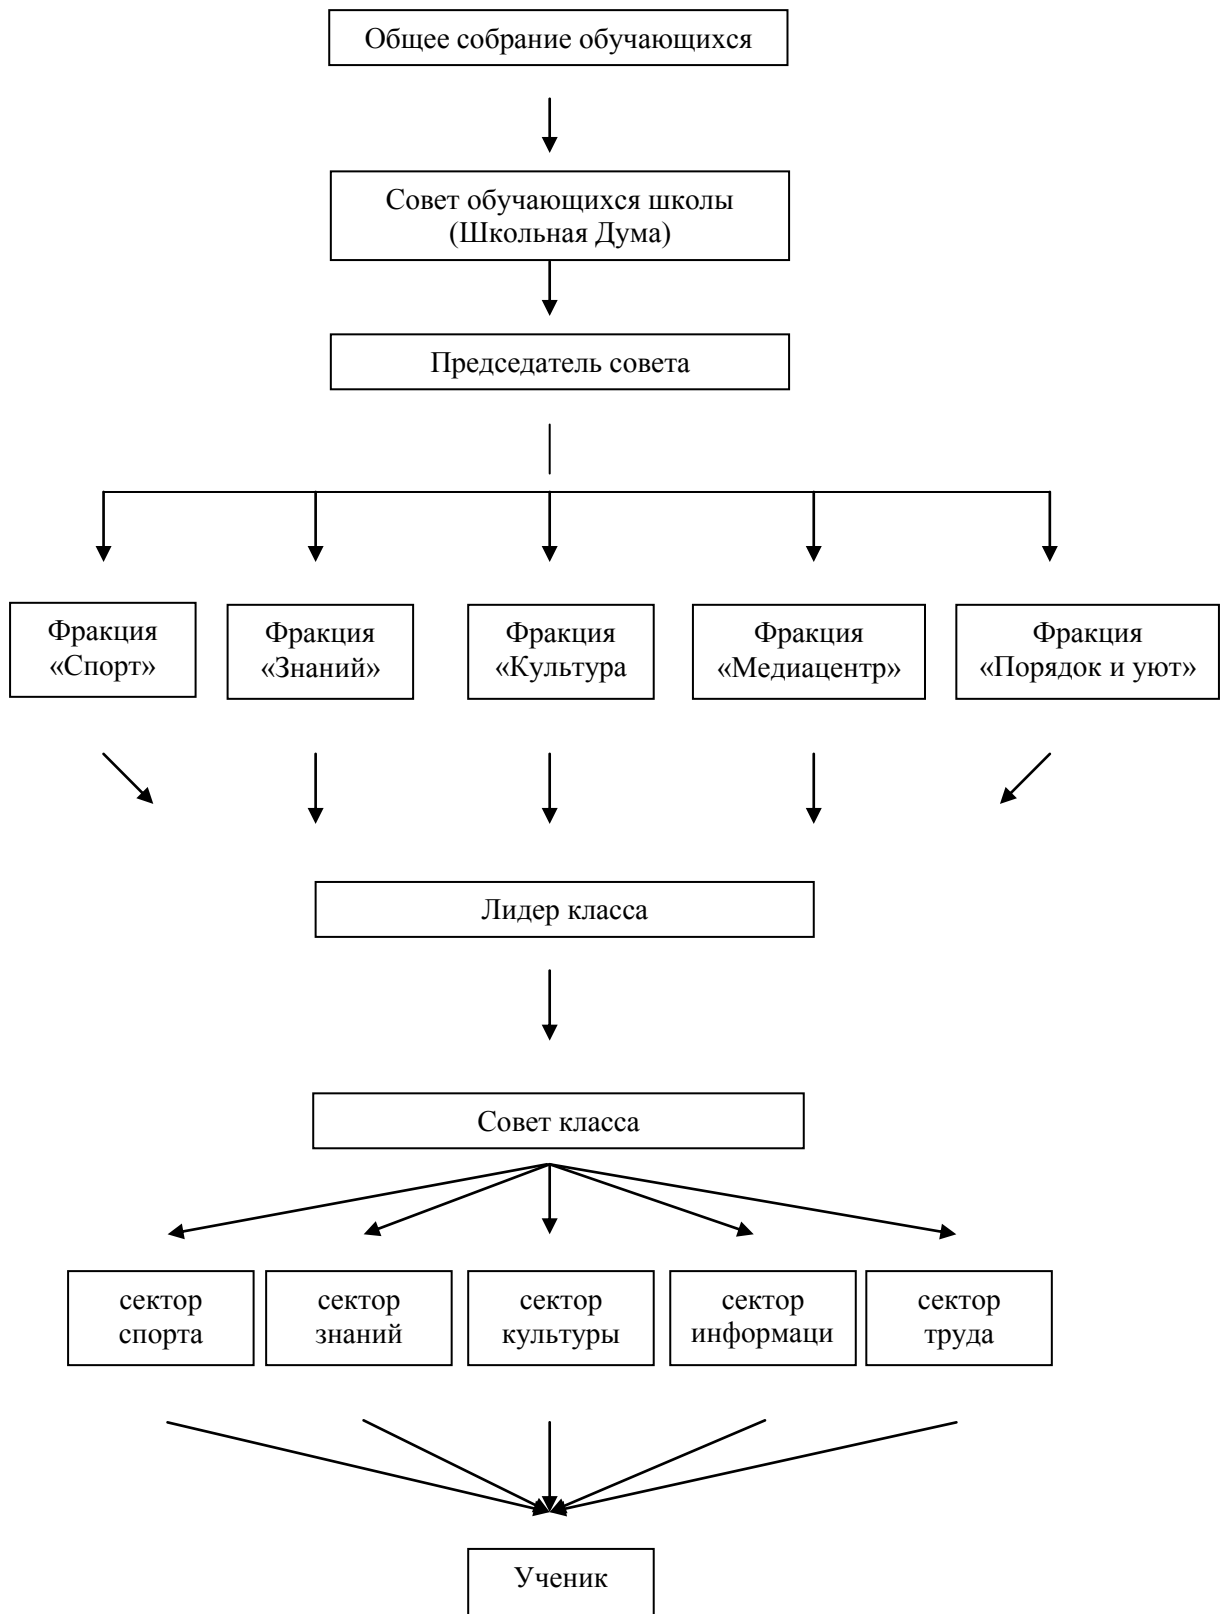 Общее собрание обучающихся
Совет обучающихся школы
(Школьная Дума)
Председатель совета
Фракция
«Спорт»
Фракция
«Знаний»
Фракция
«Культура
Фракция
«Медиацентр»
Фракция
«Порядок и уют»
Лидер класса
Совет класса
сектор
спорта
сектор
знаний
сектор
культуры
сектор
информаци
сектор
труда
Ученик